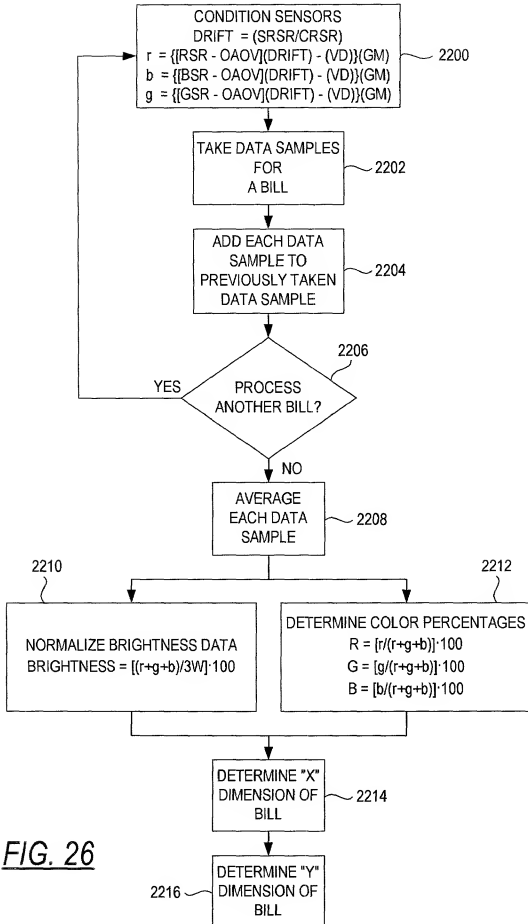 CONDITION SENSORS
DRIFT = (SRSR/CRSR)
r = {[RSR - OAOV](DRIFT) - (VD)}(GM)
b = {[BSR - OAOV](DRIFT) - (VD)}(GM)
g = {[GSR - OAOV](DRIFT) - (VD)}(GM)
2200
TAKE DATA SAMPLES
FOR
A BILL
2202
ADD EACH DATA
SAMPLE TO
PREVIOUSLY TAKEN
DATA SAMPLE
2204
2206
YES
PROCESS
ANOTHER BILL?
NO
AVERAGE
EACH DATA
SAMPLE
2208
2210
NORMALIZE BRIGHTNESS DATA
BRIGHTNESS = [(r+g+b)/3W]·100
2212
DETERMINE COLOR PERCENTAGES
R = [r/(r+g+b)]·100
G = [g/(r+g+b)]·100
B = [b/(r+g+b)]·100
DETERMINE "X"
DIMENSION OF
BILL
2214
FIG. 26
2216
DETERMINE "Y"
DIMENSION OF
BILL